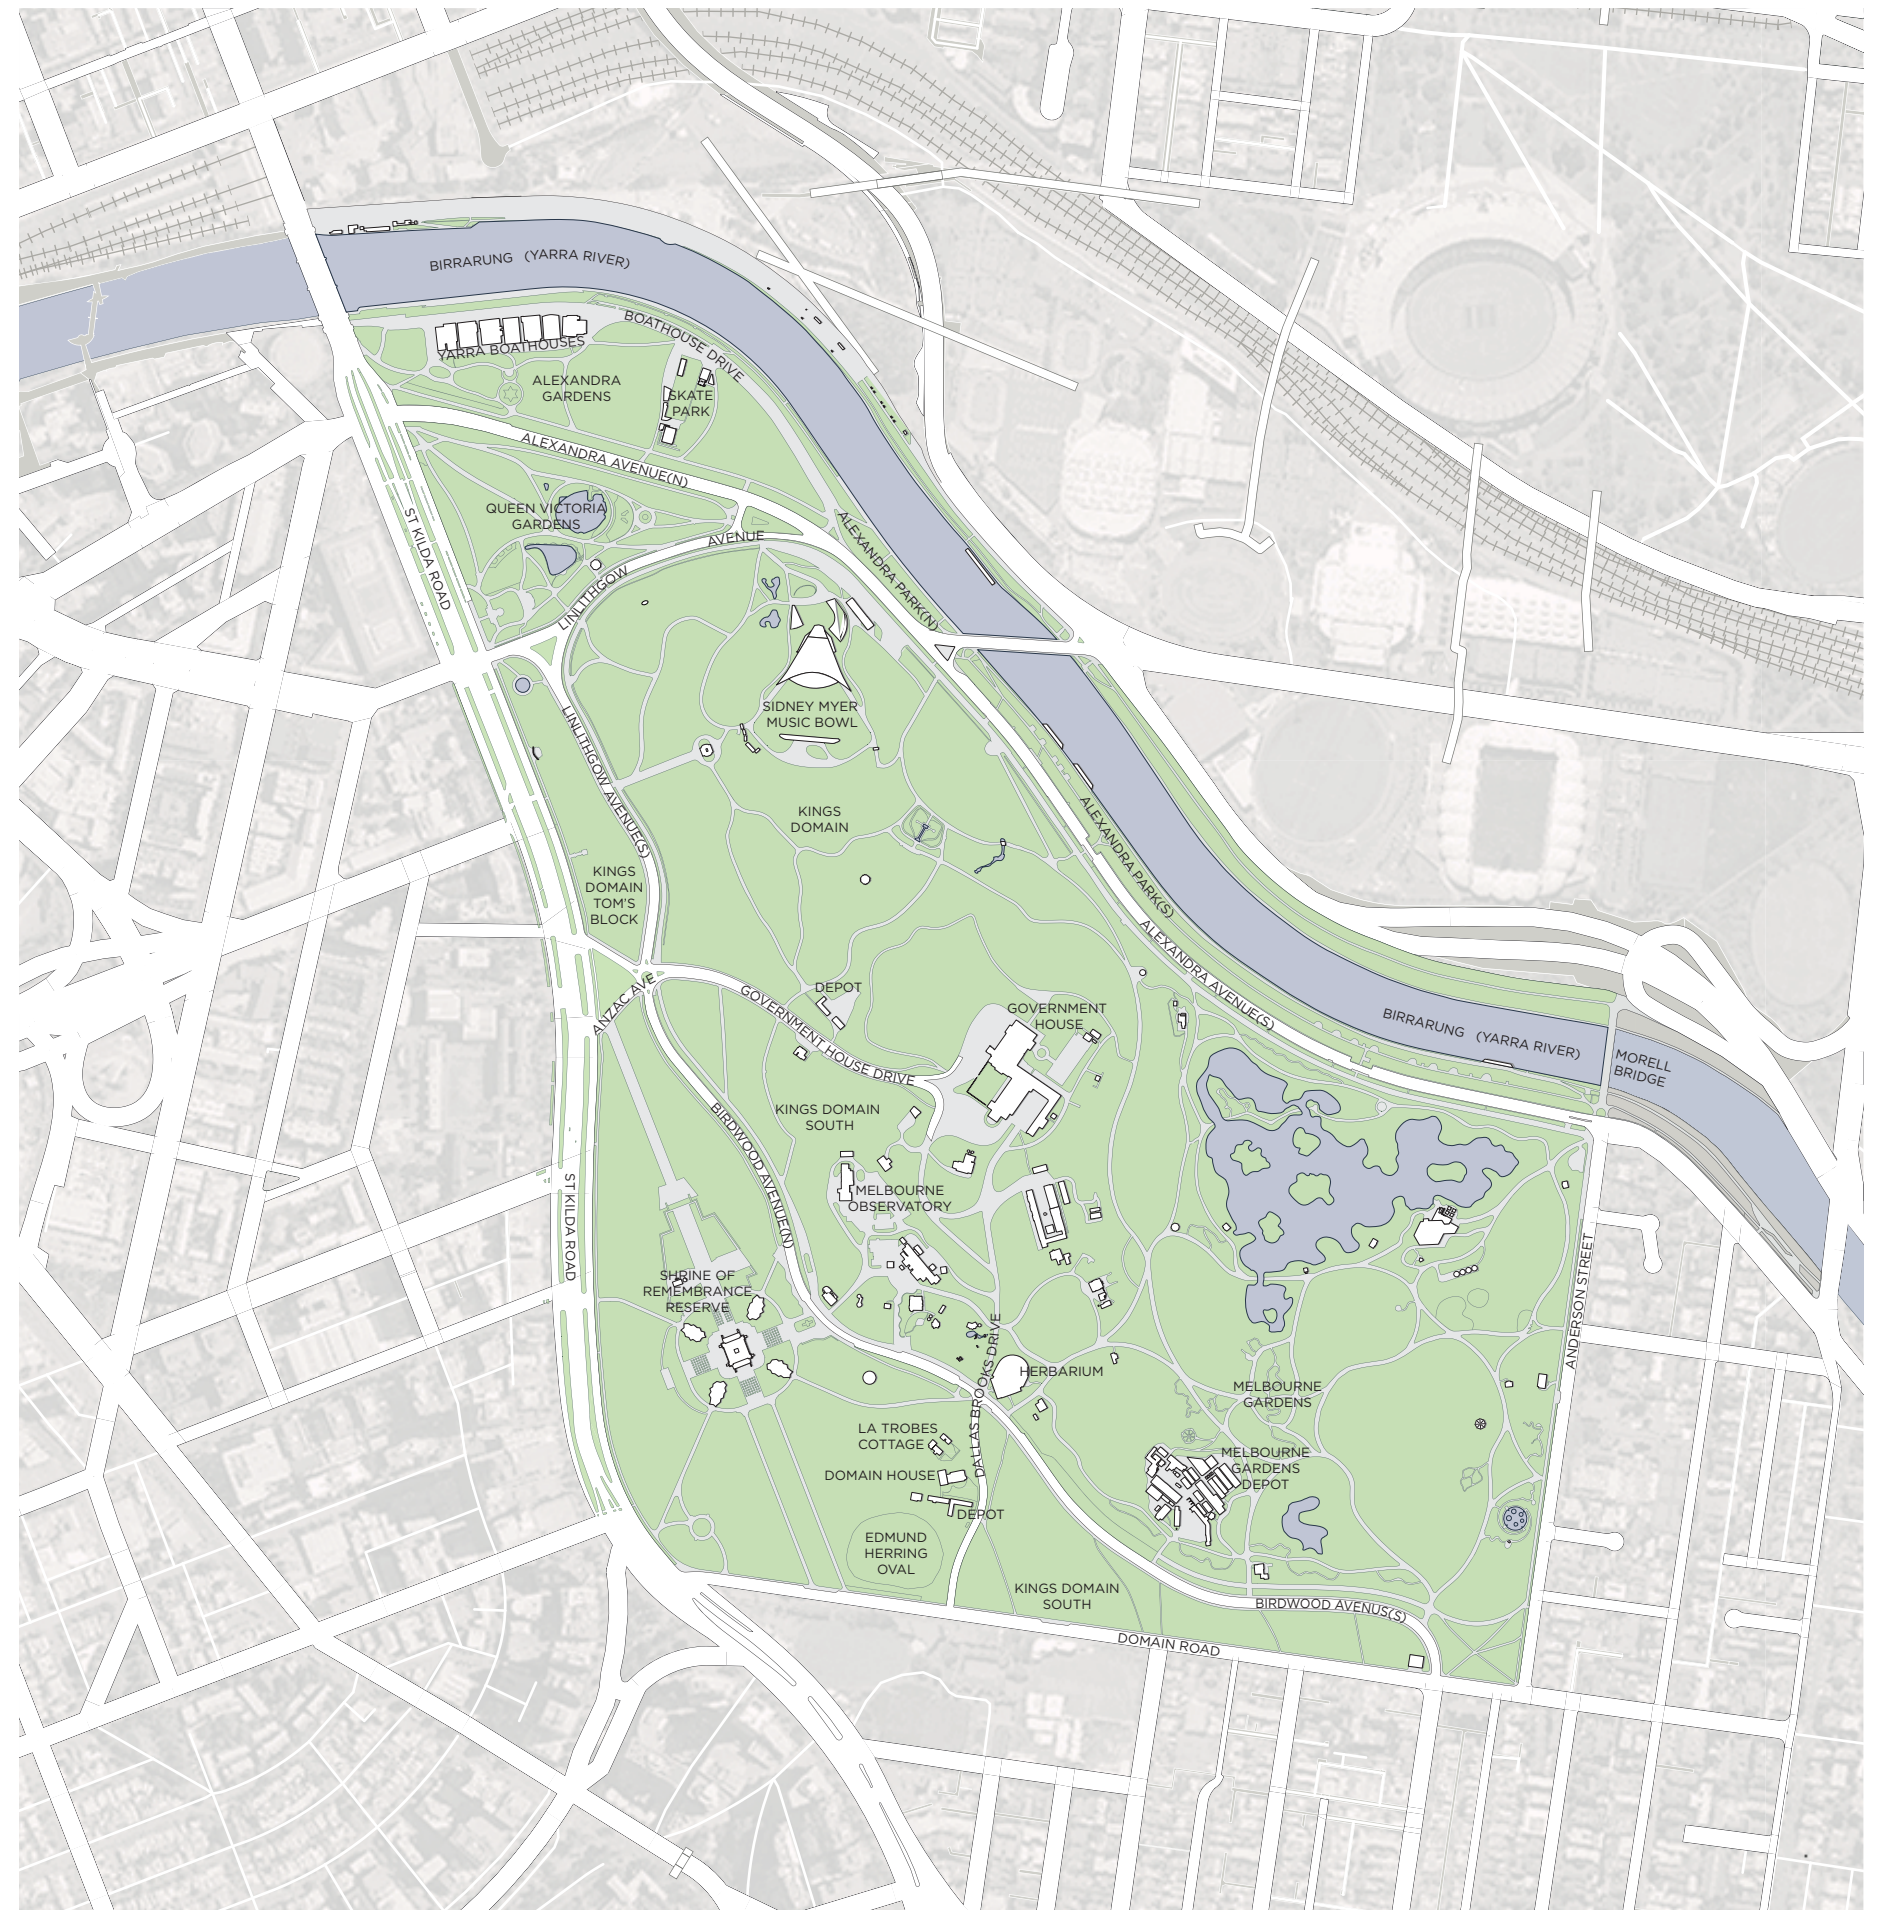 BIRRARUNG (YARRA RIVER)
BOATHOUSE DRIVE
YARRA BOATHOUSES
ALEXANDRA
GARDENS
SKATE
PARK
ALEXANDRA AVENUE(N)
QUEEN VICTORIA
GARDENS
ST KILDA ROAD
LINLITHGOW
AVENUE
ALEXANDRA PARK(N)
SIDNEY MYER
MUSIC BOWL
LINLITHGOW AVENUE(S)
KINGS
DOMAIN
ALEXANDRA PARK(S)
KINGS
DOMAIN
TOM'S
BLOCK
ALEXANDRA AVENUE(S)
ANZAC AVE
DEPOT
GOVERNMENT HOUSE DRIVE
GOVERNMENT
HOUSE
BIRRARUNG (YARRA RIVER)
MORELL
BRIDGE
KINGS DOMAIN
SOUTH
BIRDWOOD AVENUE(N)
MELBOURNE
OBSERVATORY
ST KILDA ROAD
SHRINE OF
REMEMBRANCE
RESERVE
ANDERSON STREET
DALLAS BROOKS DRIVE
HERBARIUM
MELBOURNE
GARDENS
LA TROBES
COTTAGE
MELBOURNE
GARDENS
DEPOT
DOMAIN HOUSE
DEPOT
EDMUND
HERRING
OVAL
KINGS DOMAIN
SOUTH
BIRDWOOD AVENUS(S)
DOMAIN ROAD